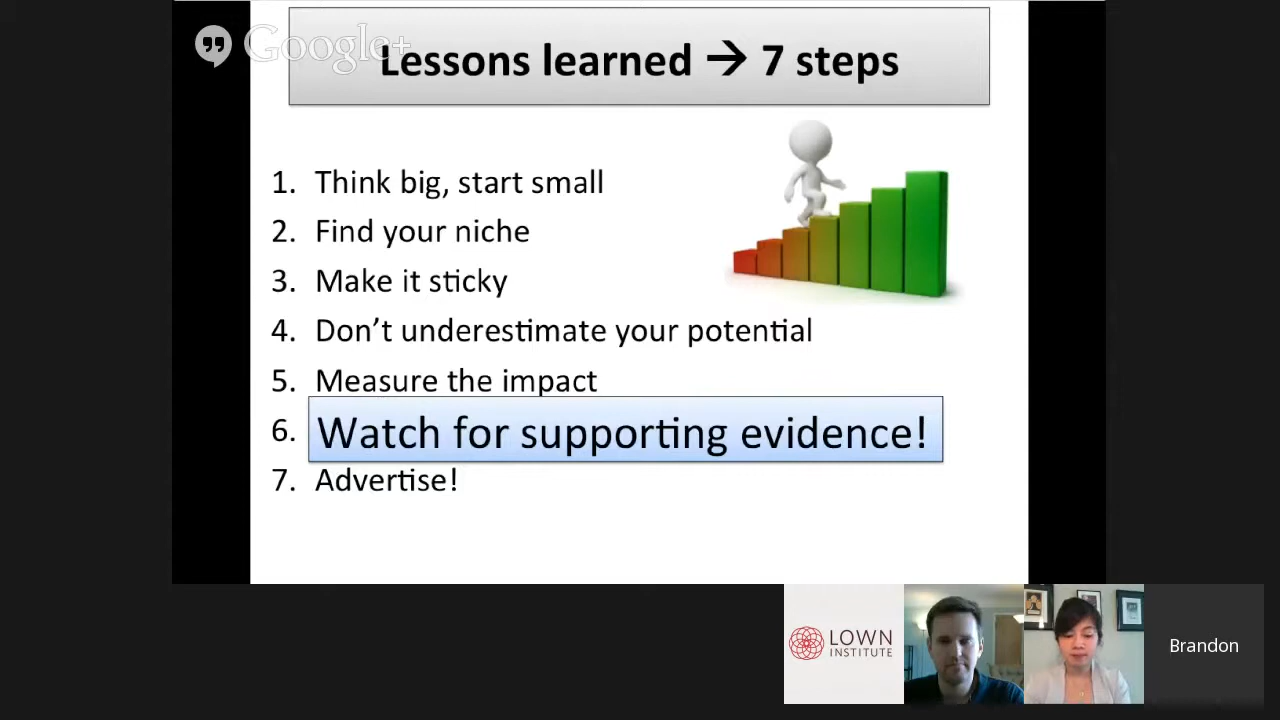 Google+
Lessons learned → 7 steps
1. Think big, start small
2. Find your niche
3. Make it sticky
4. Don't underestimate your potential
5. Measure the impact
6. Watch for supporting evidence!
7. Advertise!
LOWN
INSTITUTE
Brandon